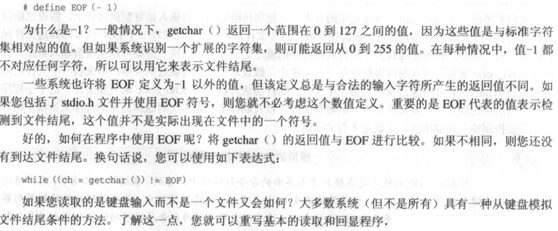 # define EOF (- 1)
为什么是-1？一般情况下，getchar（）返回一个范围在 0 到 127 之间的值，因为这些值是与标准字符
集相对应的值。但如果系统识别一个扩展的字符集，则可能返回从 0 到 255 的值。在每种情况中，值-1 都
不对应任何字符，所以可以用它来表示文件结尾。
一些系统也许将 EOF 定义为-1 以外的值，但该定义总是与合法的输入字符所产生的返回值不同。如
果您包括了 stdio.h 文件并使用 EOF 符号，则您就不必考虑这个数值定义。重要的是 EOF 代表的值表示检
测到文件结尾，这个值并不是实际出现在文件中的一个符号。
好的，如何在程序中使用 EOF 呢？将 getchar（）的返回值与 EOF 进行比较。如果不相同，则您还没
有到达文件结尾。换句话说，您可以使用如下表达式：
while ((ch = getchar ()) != EOF)
如果您读取的是键盘输入而不是一个文件又会如何？大多数系统（但不是所有）具有一种从键盘模拟
文件结尾条件的方法。了解这一点，您就可以重写基本的读取和回显程序．